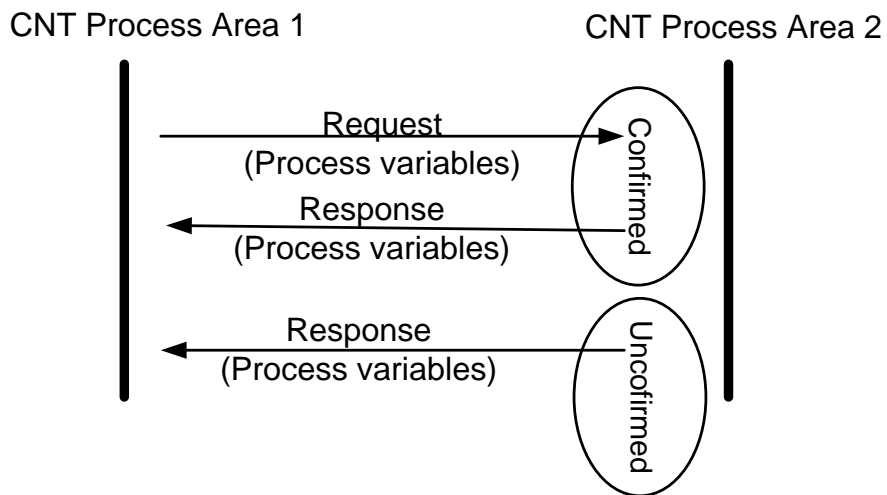 CNT Process Area 1
CNT Process Area 2
Request
(Process variables)
Confirmed
Response
(Process variables)
Response
(Process variables)
Uncofirmed